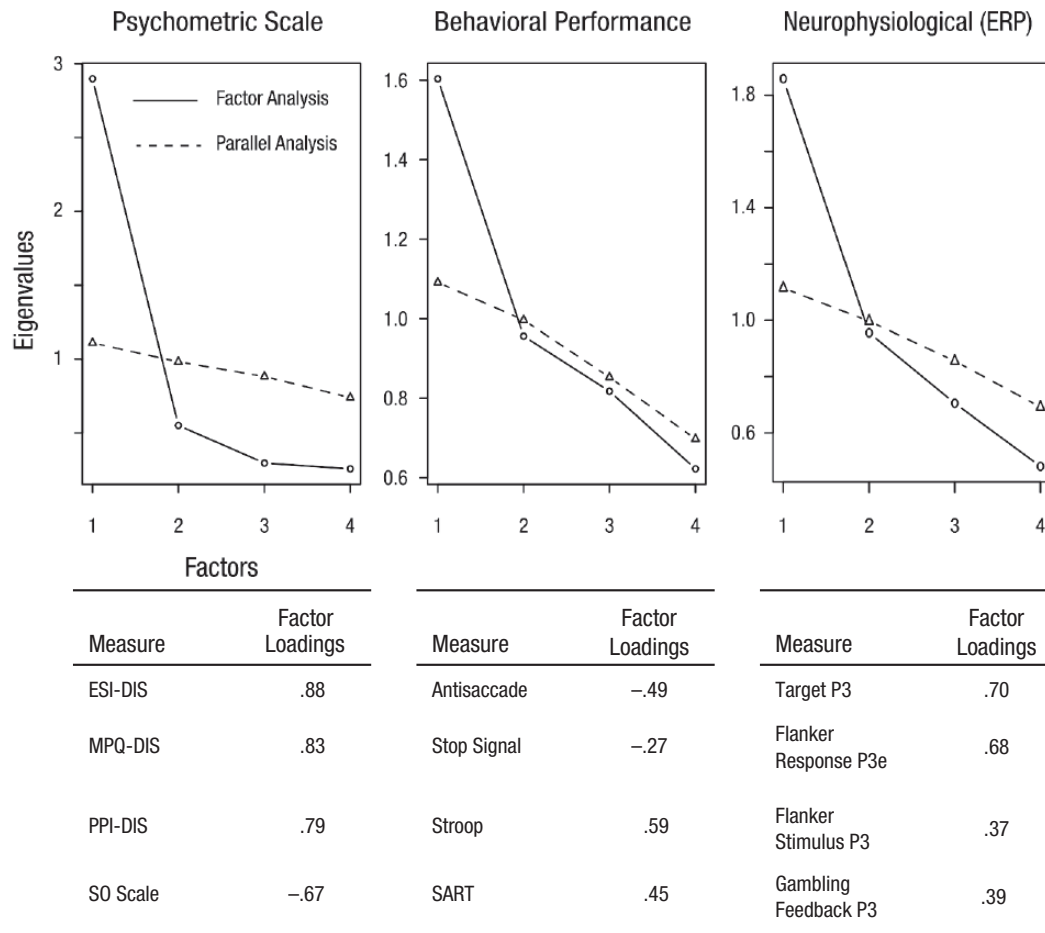 Psychometric Scale
Behavioral Performance
Neurophysiological (ERP)
Eigenvalues
3
2
1
Factor Analysis
Parallel Analysis
1 2 3 4
Factors
1.6
1.4
1.2
1.0
0.8
0.6
1 2 3 4
1.8
1.4
1.0
0.6
1 2 3 4
Factor
Measure Loadings
ESI-DIS .88
MPQ-DIS .83
PPI-DIS .79
SO Scale –.67
Factor
Measure Loadings
Antisaccade –.49
Stop Signal –.27
Stroop .59
SART .45
Factor
Measure Loadings
Target P3 .70
Flanker
Response P3e .68
Flanker
Stimulus P3 .37
Gambling
Feedback P3 .39